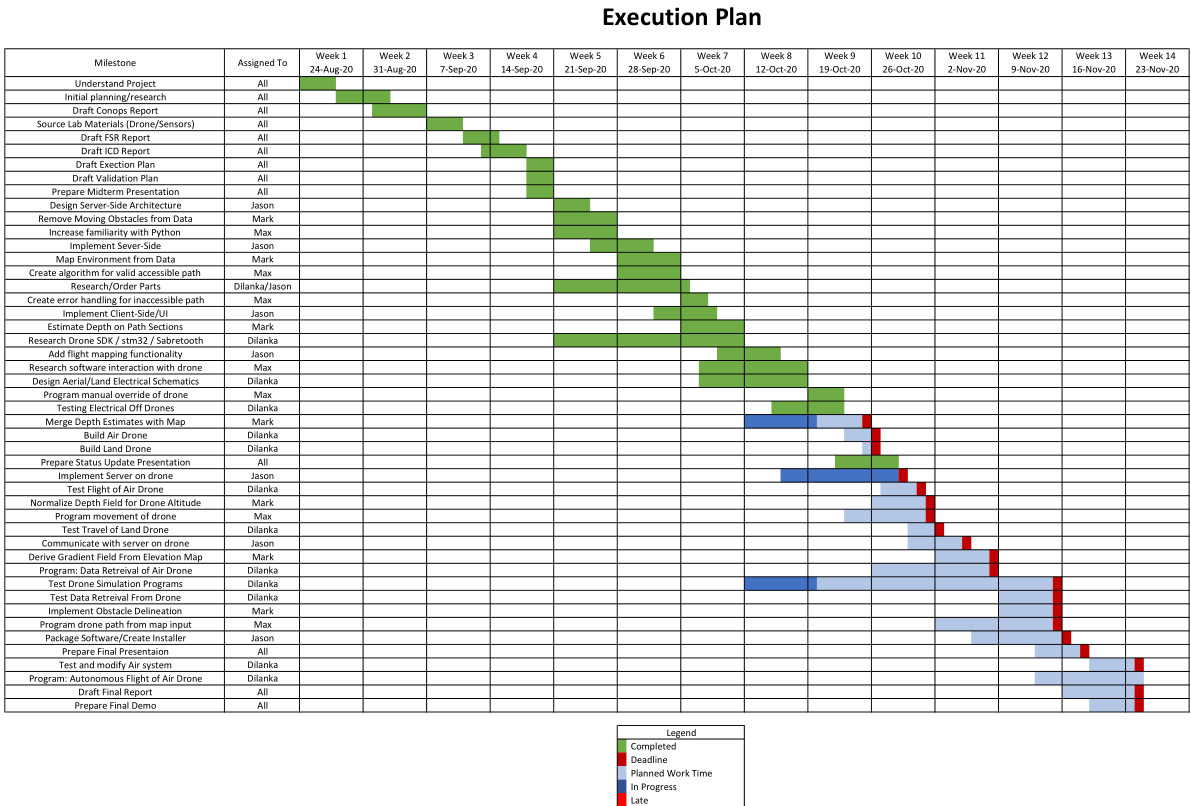 Execution Plan
Milestone Assigned To Week 1 Week 2 Week 3 Week 4 Week 5 Week 6 Week 7 Week 8 Week 9 Week 10 Week 11 Week 12 Week 13 Week 14
24-Aug-20 31-Aug-20 7-Sep-20 14-Sep-20 21-Sep-20 28-Sep-20 5-Oct-20 12-Oct-20 19-Oct-20 26-Oct-20 2-Nov-20 9-Nov-20 16-Nov-20 23-Nov-20
Understand Project All
Initial planning/research All
Draft Conops Report All
Source Lab Materials (Drone/Sensors) All
Draft FSR Report All
Draft ICD Report All
Draft Exection Plan All
Draft Validation Plan All
Prepare Midterm Presentation All
Design Server-Side Architecture Jason
Remove Moving Obstacles from Data Mark
Increase familiarity with Python Max
Implement Sever-Side Jason
Map Environment from Data Mark
Create algorithm for valid accessible path Max
Research/Order Parts Dilanka/Jason
Create error handling for inaccessible path Max
Implement Client-Side/UI Jason
Estimate Depth on Path Sections Mark
Research Drone SDK / stm32 / Sabretooth Dilanka
Add flight mapping functionality Jason
Research software interaction with drone Max
Design Aerial/Land Electrical Schematics Dilanka
Program manual override of drone Max
Testing Electrical Off Drones Dilanka
Merge Depth Estimates with Map Mark
Build Air Drone Dilanka
Build Land Drone Dilanka
Prepare Status Update Presentation All
Implement Server on drone Jason
Test Flight of Air Drone Dilanka
Normalize Depth Field for Drone Altitude Mark
Program movement of drone Max
Test Travel of Land Drone Dilanka
Communicate with server on drone Jason
Derive Gradient Field From Elevation Map Mark
Program: Data Retreival of Air Drone Dilanka
Test Drone Simulation Programs Dilanka
Test Data Retreival From Drone Dilanka
Implement Obstacle Delineation Mark
Program drone path from map input Max
Package Software/Create Installer Jason
Prepare Final Presentaion All
Test and modify Air system Dilanka
Program: Autonomous Flight of Air Drone Dilanka
Draft Final Report All
Prepare Final Demo All
Legend
Completed
Deadline
Planned Work Time
In Progress
Late